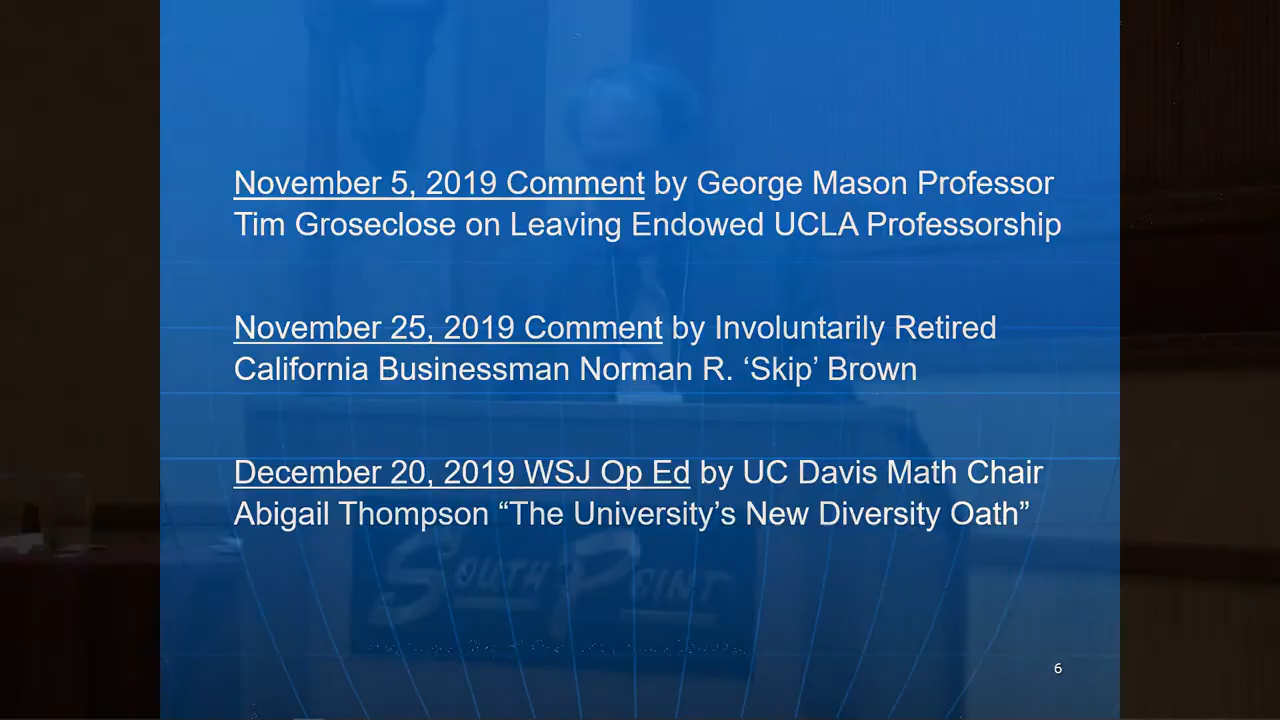 November 5, 2019 Comment by George Mason Professor
Tim Groseclose on Leaving Endowed UCLA Professorship
November 25, 2019 Comment by Involuntarily Retired
California Businessman Norman R. ‘Skip’ Brown
December 20, 2019 WSJ Op Ed by UC Davis Math Chair
Abigail Thompson “The University’s New Diversity Oath”
South Point
6